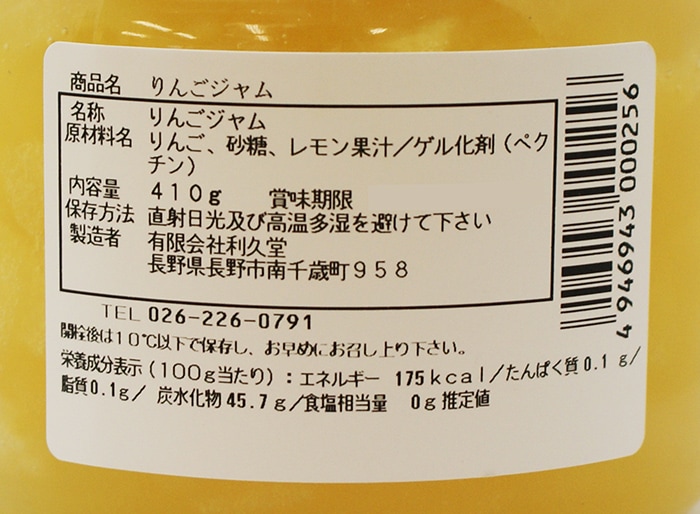 商品名 りんごジャム
名称 りんごジャム
原材料名 りんご、砂糖、レモン果汁／ゲル化剤（ペク
チン）
内容量 410g 賞味期限
保存方法 直射日光及び高温多湿を避けて下さい
製造者 有限会社利久堂
長野県長野市南千歳町958
TEL 026-226-0791
開栓後は10℃以下で保存し、お早めにお召し上り下さい。
栄養成分表示（100g当たり）：エネルギー 175kcal／たんぱく質0.1g／
脂質0.1g／ 炭水化物45.7g／食塩相当量 0g推定値
4 946943 000256